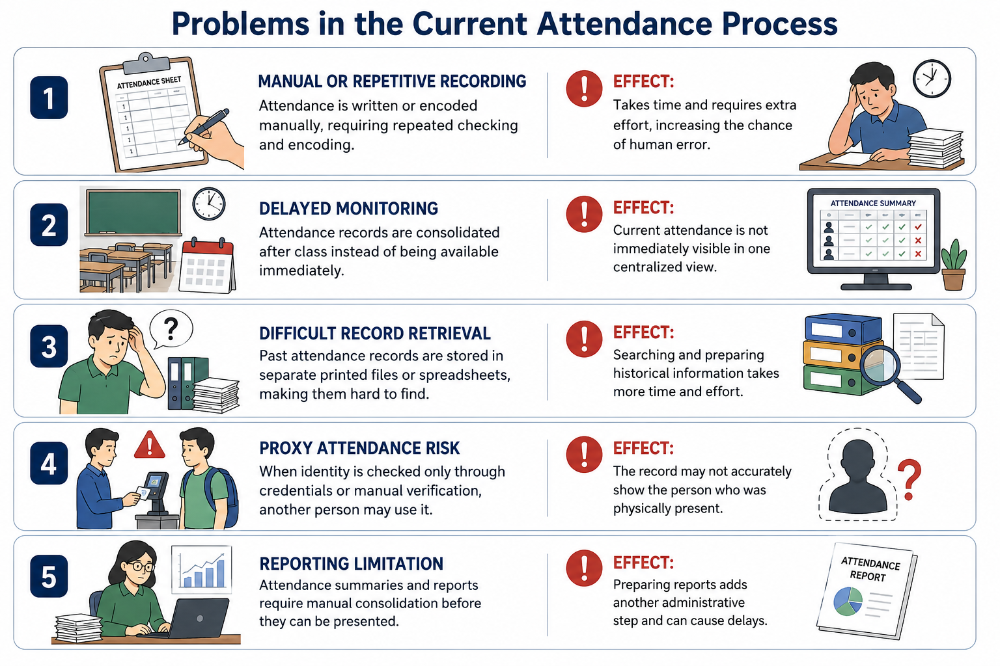 Problems in the Current Attendance Process
1
ATTENDANCE SHEET
1
1
1
1
1
MANUAL OR REPETITIVE RECORDING
Attendance is written or encoded
manually, requiring repeated checking
and encoding.
!
EFFECT:
Takes time and requires extra
effort, increasing the chance
of human error.
2
DELAYED MONITORING
Attendance records are consolidated
after class instead of being available
immediately.
!
EFFECT:
Current attendance is not
immediately visible in one
centralized view.
ATTENDANCE SUMMARY
3
?
DIFFICULT RECORD RETRIEVAL
Past attendance records are stored in
separate printed files or spreadsheets,
making them hard to find.
!
EFFECT:
Searching and preparing
historical information takes
more time and effort.
4
!
PROXY ATTENDANCE RISK
When identity is checked only through
credentials or manual verification,
another person may use it.
!
EFFECT:
The record may not accurately
show the person who was
physically present.
?
5
REPORTING LIMITATION
Attendance summaries and reports
require manual consolidation before
they can be presented.
!
EFFECT:
Preparing reports adds
another administrative
step and can cause delays.
ATTENDANCE
REPORT